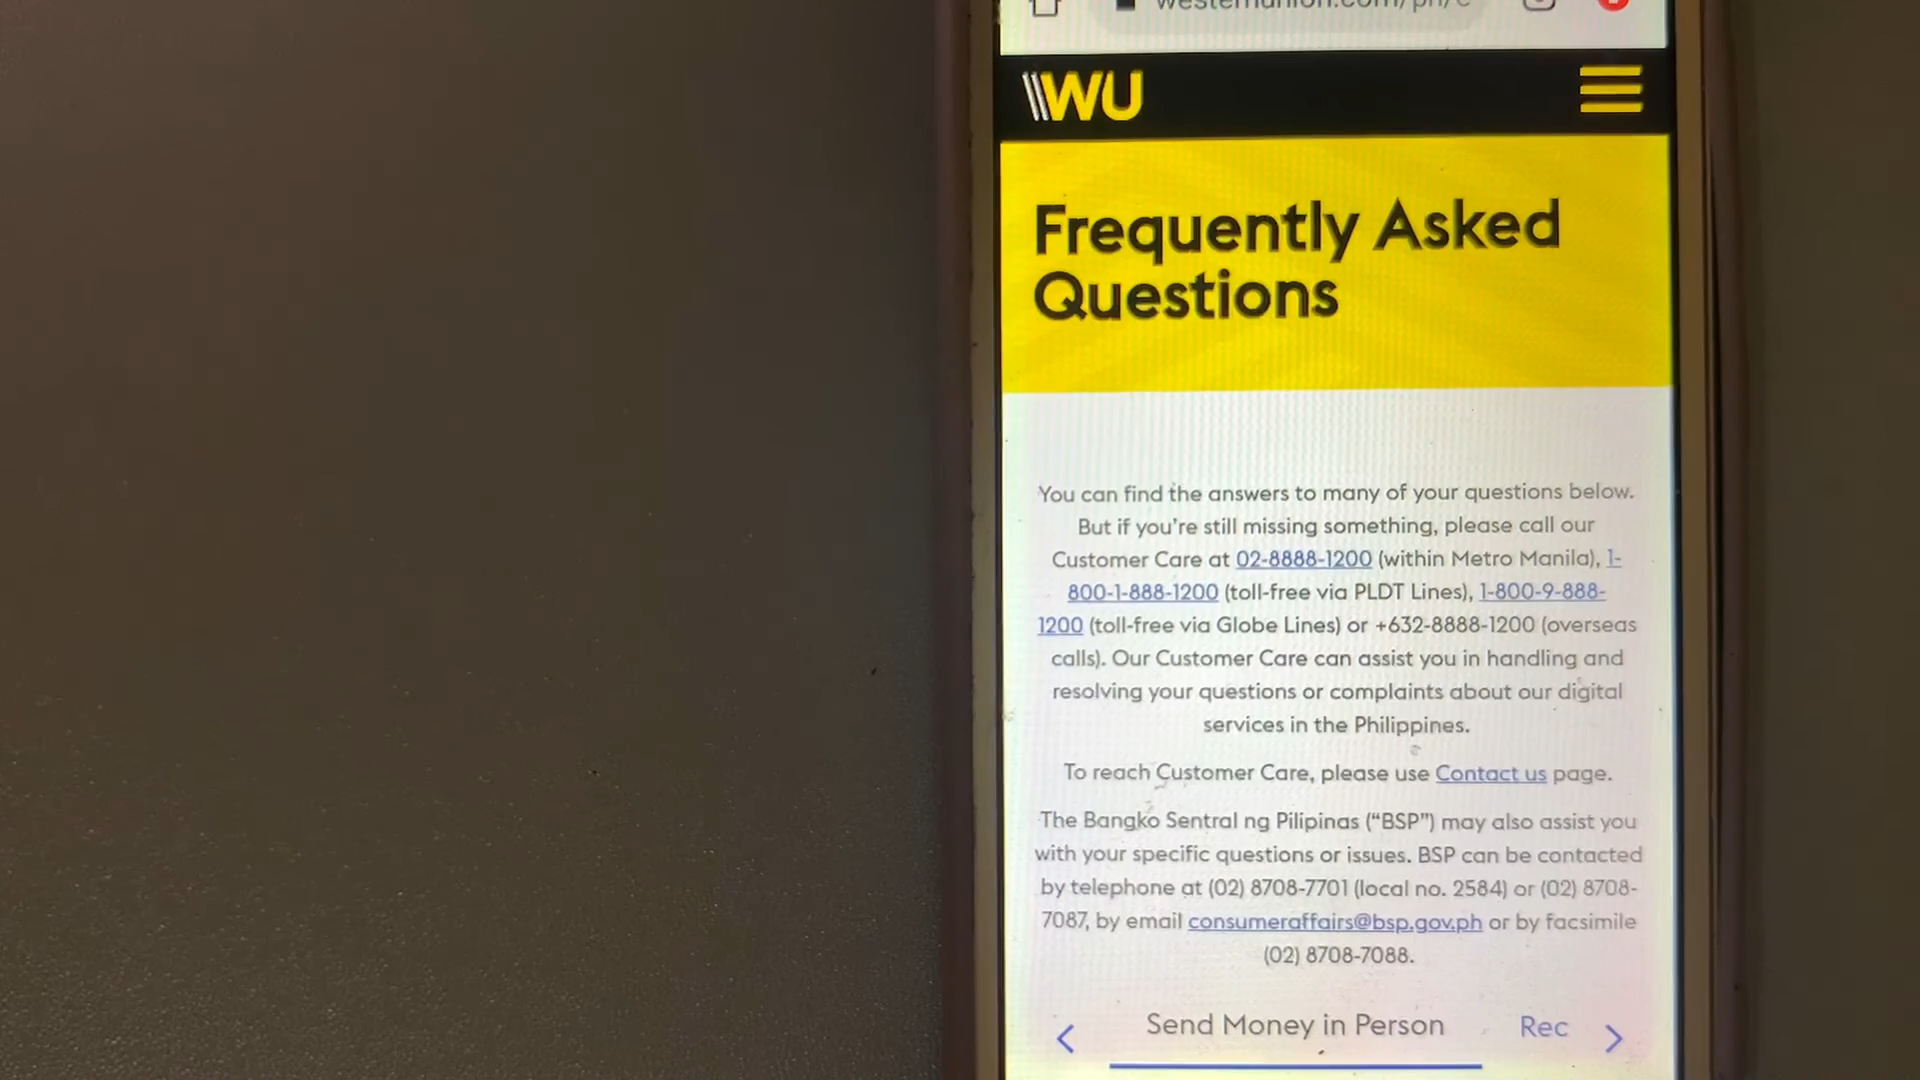 westernunion.com/ph/e
WU
Frequently Asked
Questions
You can find the answers to many of your questions below.
But if you're still missing something, please call our
Customer Care at 02-8888-1200 (within Metro Manila), 1-
800-1-888-1200 (toll-free via PLDT Lines), 1-800-9-888-
1200 (toll-free via Globe Lines) or +632-8888-1200 (overseas
calls). Our Customer Care can assist you in handling and
resolving your questions or complaints about our digital
services in the Philippines.
To reach Customer Care, please use Contact us page.
The Bangko Sentral ng Pilipinas (“BSP”) may also assist you
with your specific questions or issues. BSP can be contacted
by telephone at (02) 8708-7701 (local no. 2584) or (02) 8708-
7087, by email consumeraffairs@bsp.gov.ph or by facsimile
(02) 8708-7088.
Send Money in Person Rec